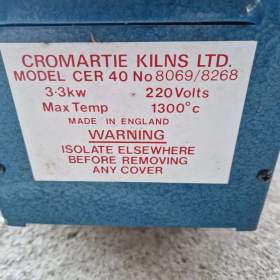 CROMARTIE KILNS LTD.
MODEL CER 40 No 8069/8268
3·3kw 220Volts
Max Temp 1300°c
MADE IN ENGLAND
WARNING
ISOLATE ELSEWHERE
BEFORE REMOVING
ANY COVER